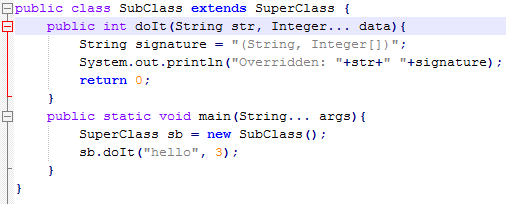 public class SubClass extends SuperClass {
    public int doIt(String str, Integer... data){
        String signature = "(String, Integer[])";
        System.out.println("Overridden: "+str+" "+signature);
        return 0;
    }
    public static void main(String... args){
        SuperClass sb = new SubClass();
        sb.doIt("hello", 3);
    }
}